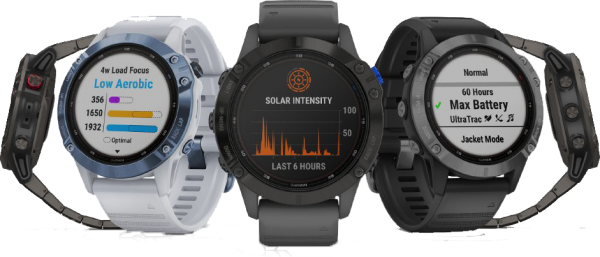 4w Load Focus
Low Aerobic
356
1650
1932
Optimal
SOLAR INTENSITY
100
50
LAST 6 HOURS
Normal
60 Hours
Max Battery
UltraTrac
Jacket Mode